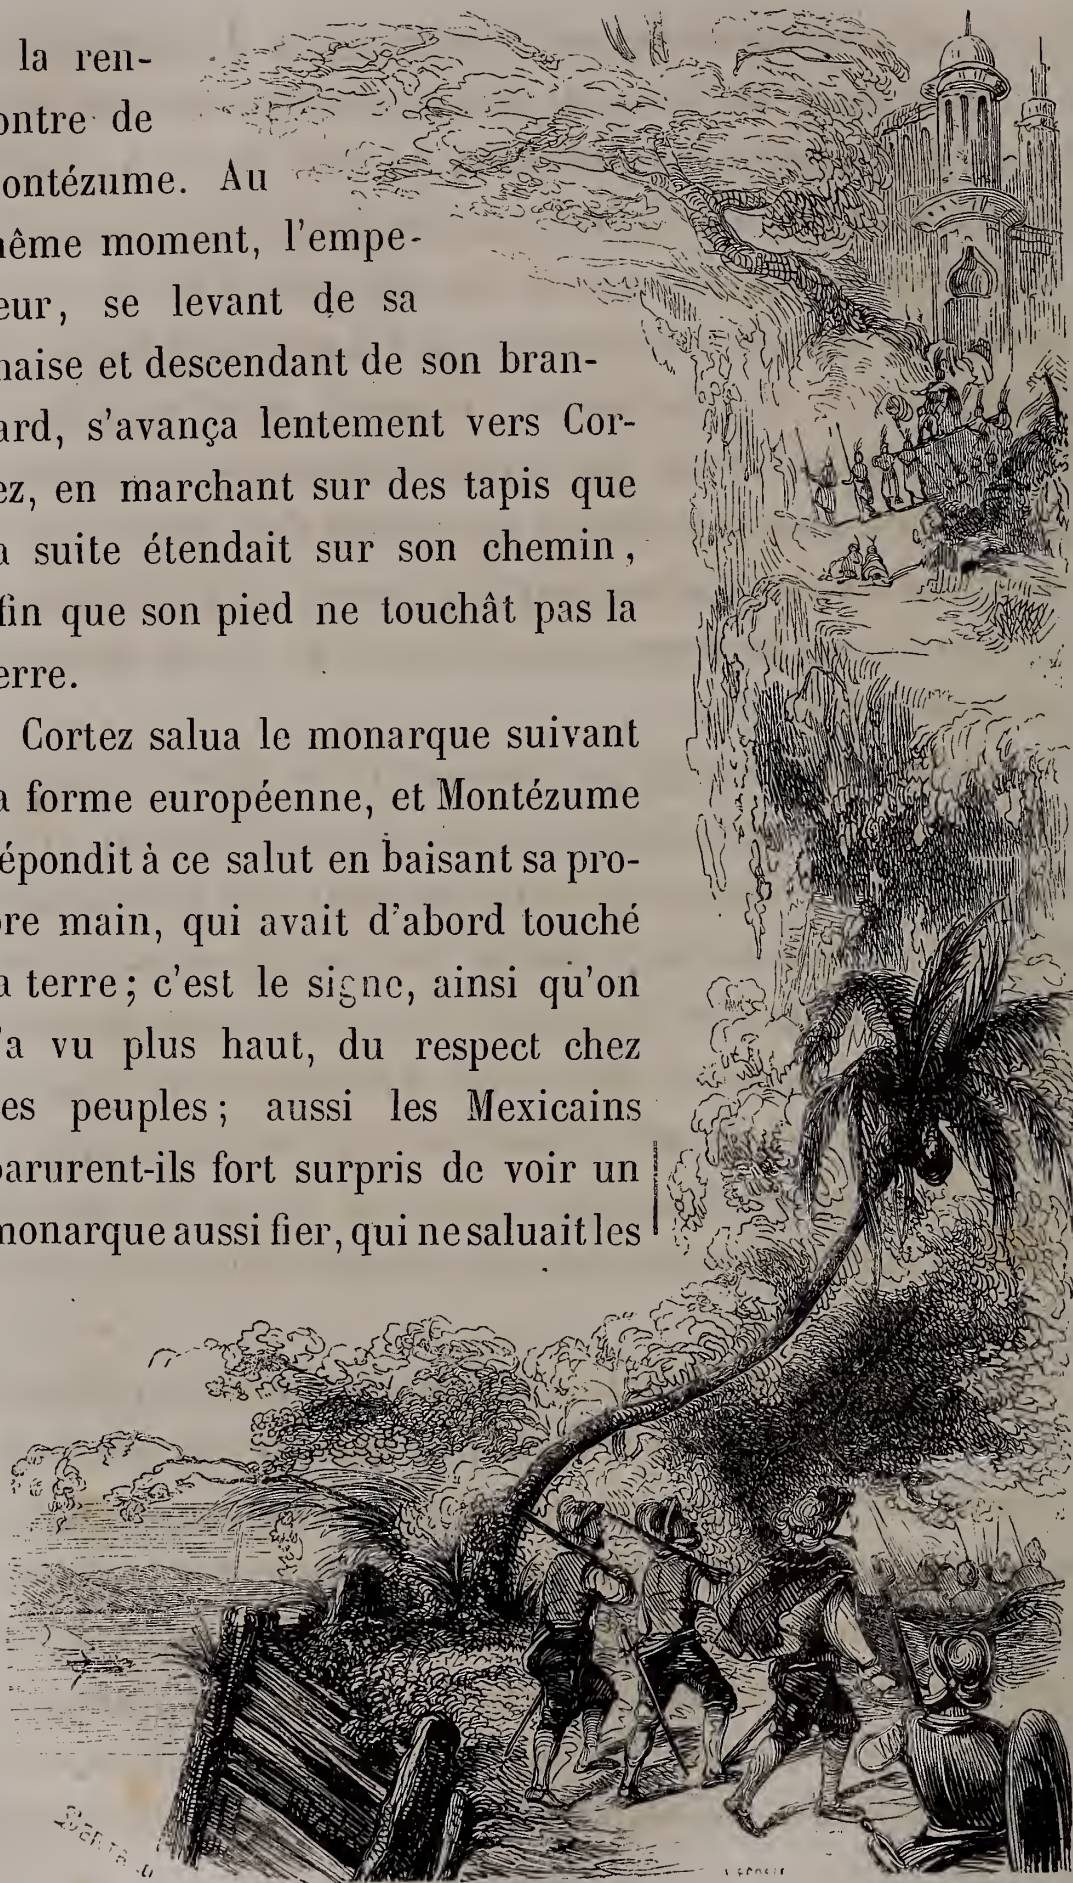 la ren-
ontre de
ontézume. Au
ême moment, l'empe-
eur, se levant de sa
haise et descendant de son bran-
ard, s'avança lentement vers Cor-
ez, en marchant sur des tapis que
a suite étendait sur son chemin,
fin que son pied ne touchât pas la
erre.
Cortez salua le monarque suivant
a forme européenne, et Montézume
épondit à ce salut en baisant sa pro-
pre main, qui avait d'abord touché
a terre; c'est le signe, ainsi qu'on
'a vu plus haut, du respect chez
es peuples; aussi les Mexicains
parurent-ils fort surpris de voir un
monarque aussi fier, qui ne saluait les